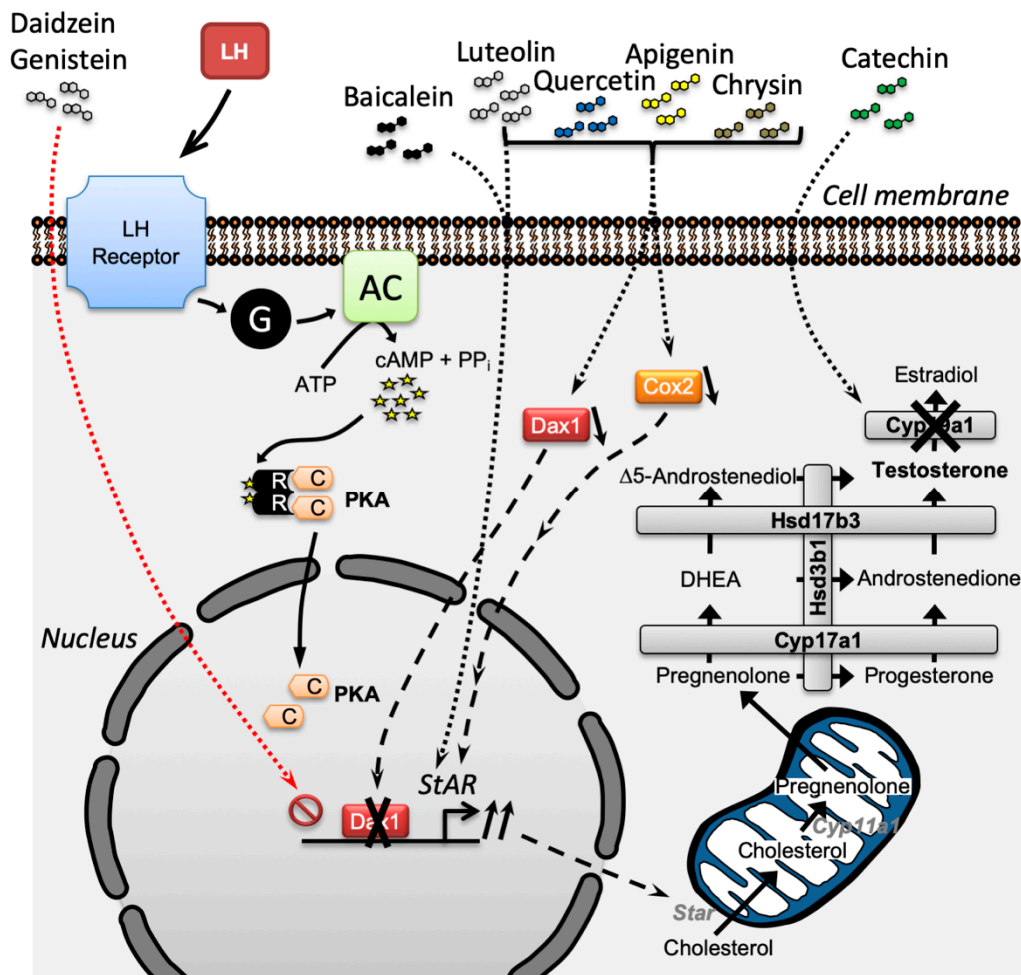 Daidzein
Genistein
LH
Baicalein
Luteolin
Quercetin
Apigenin
Chrysin
Catechin
Cell membrane
LH
Receptor
G
AC
ATP
cAMP + PPi
R C
R C
PKA
Dax1
Cox2
Estradiol
Cyp19a1
Testosterone
Δ5-Androstenediol
Hsd17b3
Hsd3b1
DHEA
Androstenedione
Cyp17a1
Pregnenolone
Progesterone
Nucleus
C
C
PKA
StAR
Dax1
Pregnenolone
Cyp11a1
Cholesterol
Star
Cholesterol